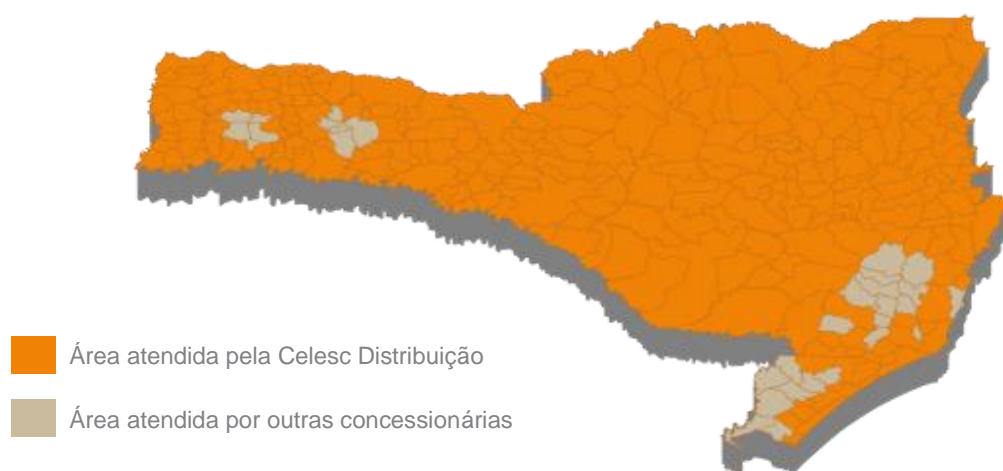 Área atendida pela Celesc Distribuição
Área atendida por outras concessionárias